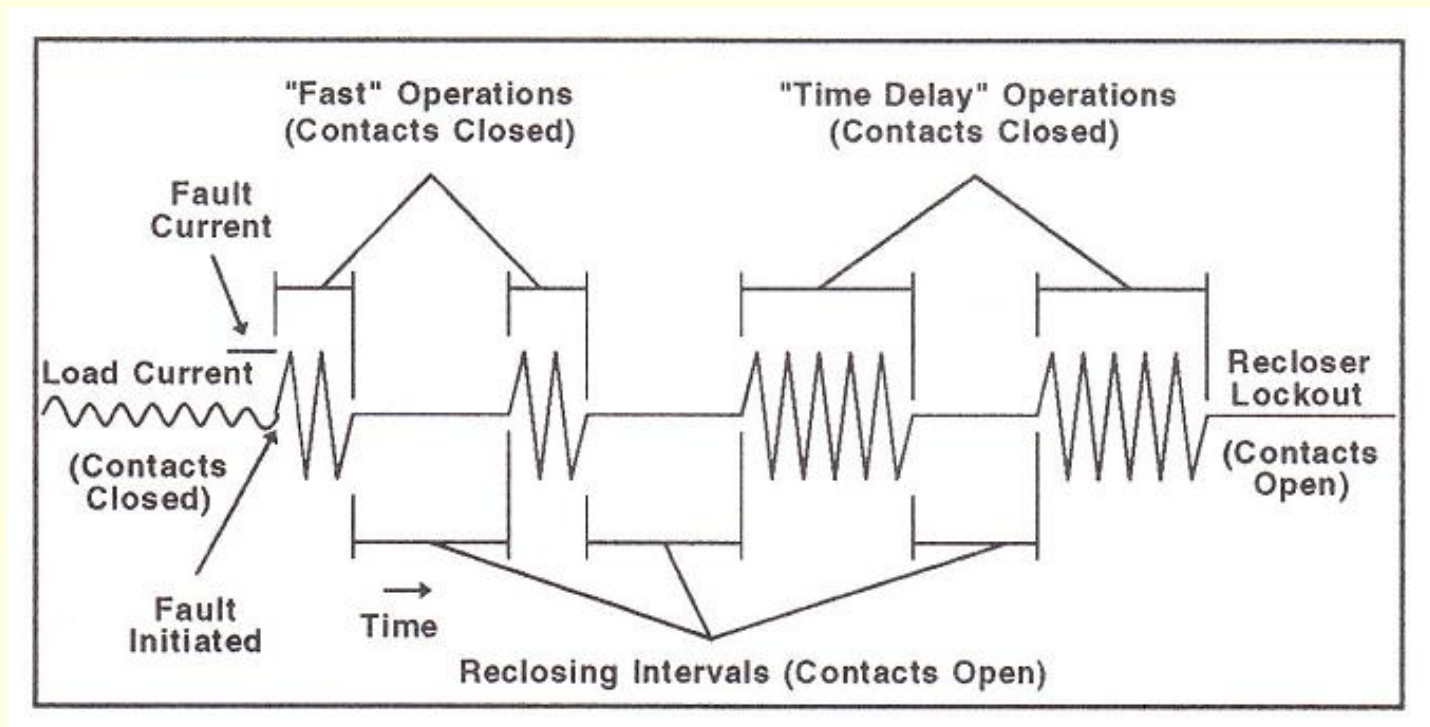 "Fast" Operations
(Contacts Closed)
"Time Delay" Operations
(Contacts Closed)
Fault
Current
Load Current
(Contacts
Closed)
Fault
Initiated
Time
Reclosing Intervals (Contacts Open)
Recloser
Lockout
(Contacts
Open)